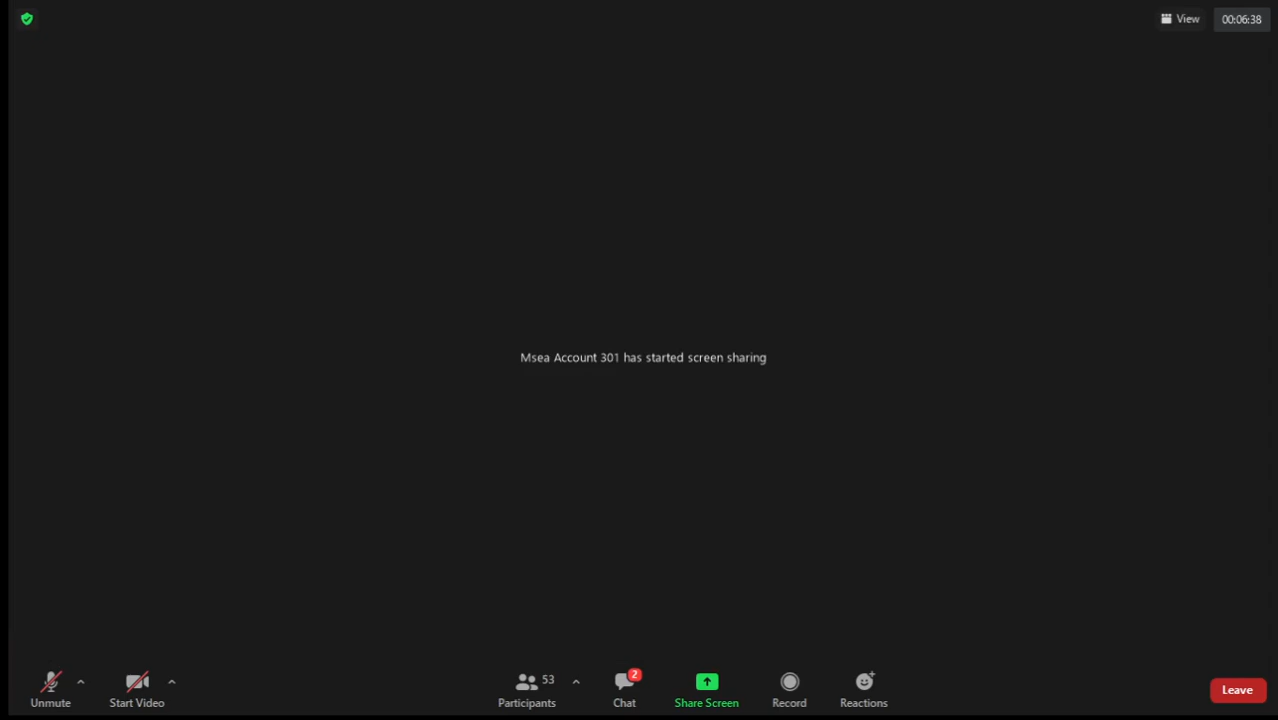 View 00:06:38
Msea Account 301 has started screen sharing
53 2
Unmute Start Video Participants Chat Share Screen Record Reactions Leave